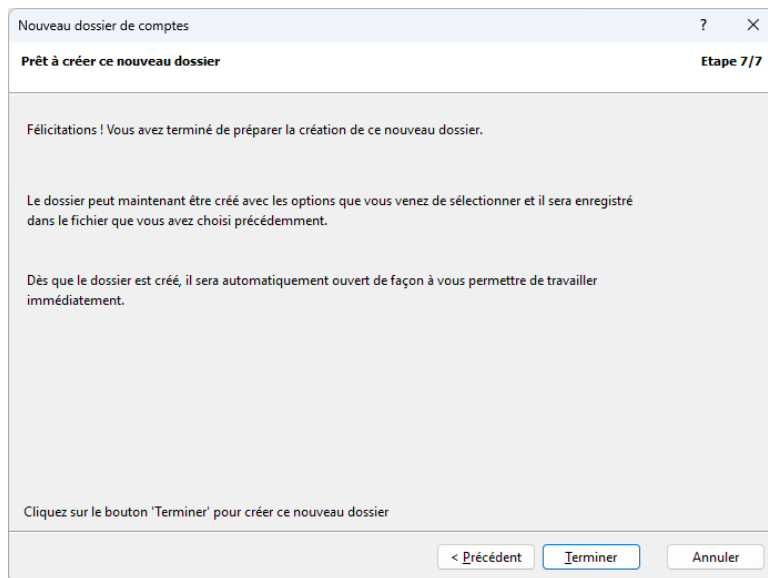 Nouveau dossier de comptes
Prêt à créer ce nouveau dossier
Etape 7/7
Félicitations ! Vous avez terminé de préparer la création de ce nouveau dossier.
Le dossier peut maintenant être créé avec les options que vous venez de sélectionner et il sera enregistré
dans le fichier que vous avez choisi précédemment.
Dès que le dossier est créé, il sera automatiquement ouvert de façon à vous permettre de travailler
immédiatement.
Cliquez sur le bouton 'Terminer' pour créer ce nouveau dossier
< Précédent
Terminer
Annuler